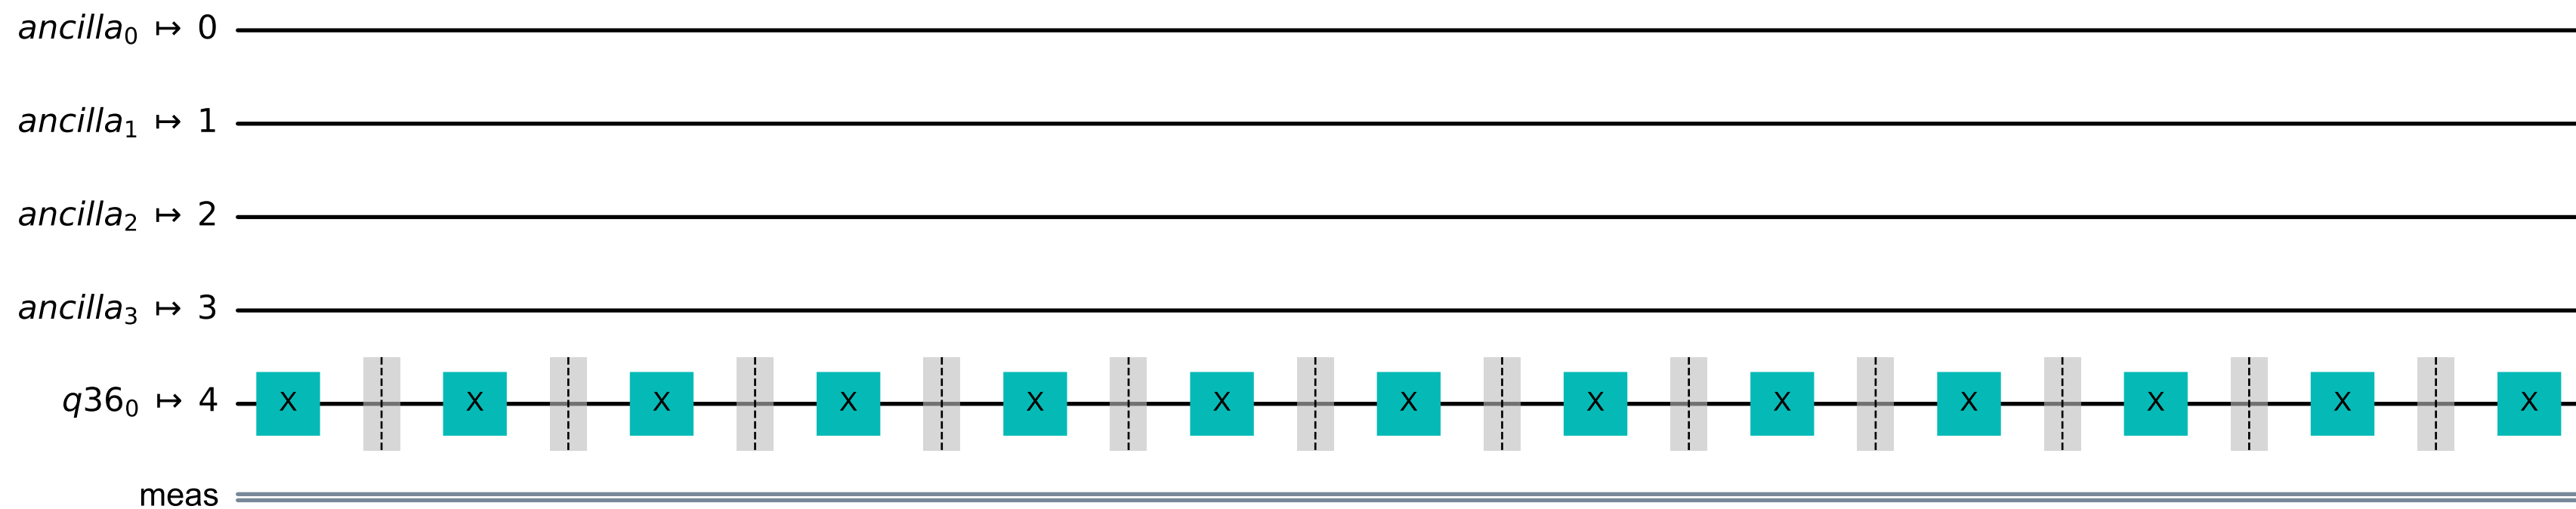 ancilla₀ ↦ 0
ancilla₁ ↦ 1
ancilla₂ ↦ 2
ancilla₃ ↦ 3
q36₀ ↦ 4 X X X X X X X X X X X X X
meas